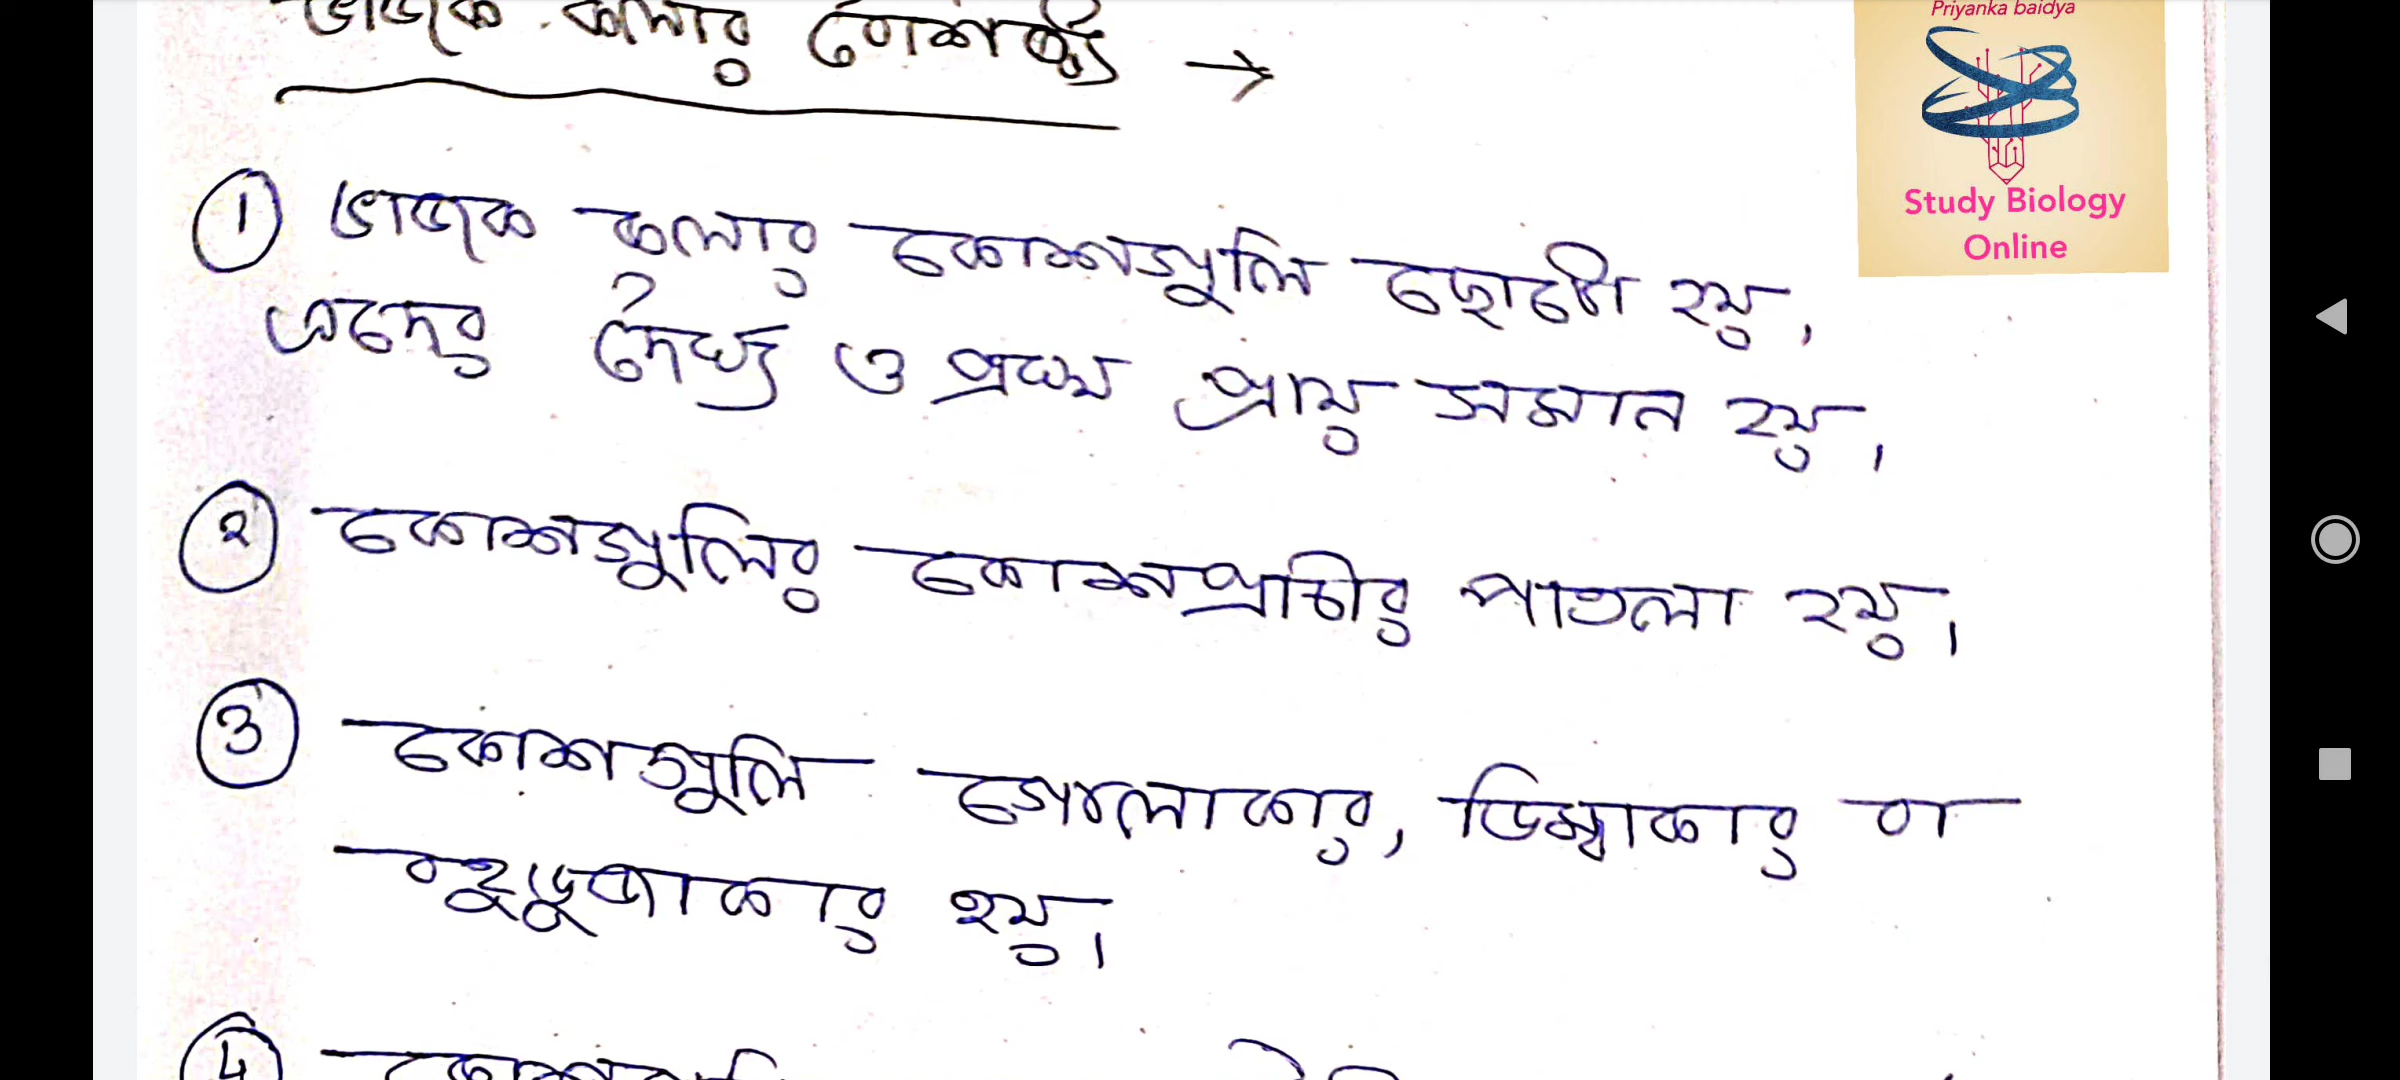 ভাজক কলার বৈশিষ্ট্য →
Priyanka baidya
Study Biology
Online
① ভাজক কলার কোশগুলি ছোটো হয়,
এদের দৈর্ঘ্য ও প্রস্থ প্রায় সমান হয়।
② কোশগুলির কোশপ্রাচীর পাতলা হয়।
③ কোশগুলি গোলাকার, ডিম্বাকার বা
বহুভুজাকার হয়।
④